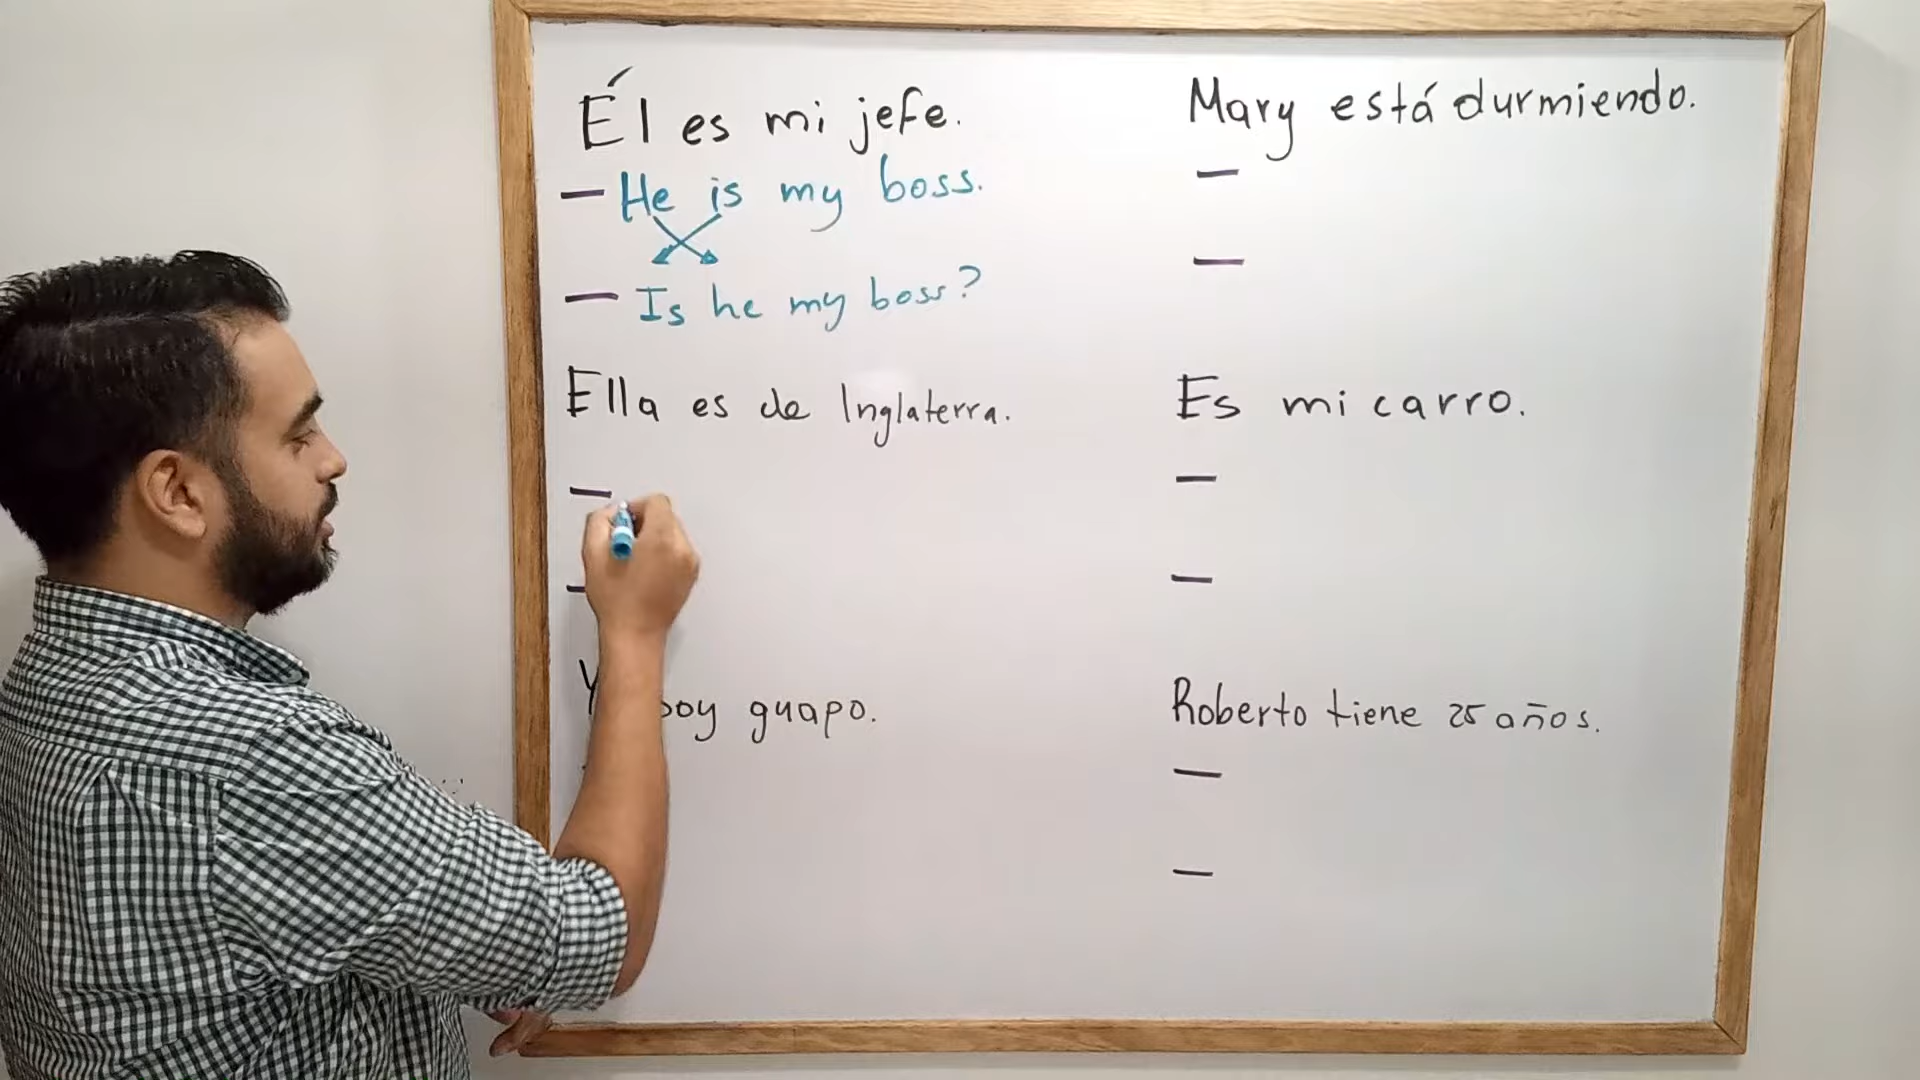 Él es mi jefe.
— He is my boss.
— Is he my boss?
Ella es de Inglaterra.
—
—
soy guapo.
Mary está durmiendo.
—
—
Es mi carro.
—
—
Roberto tiene 25 años.
—
—